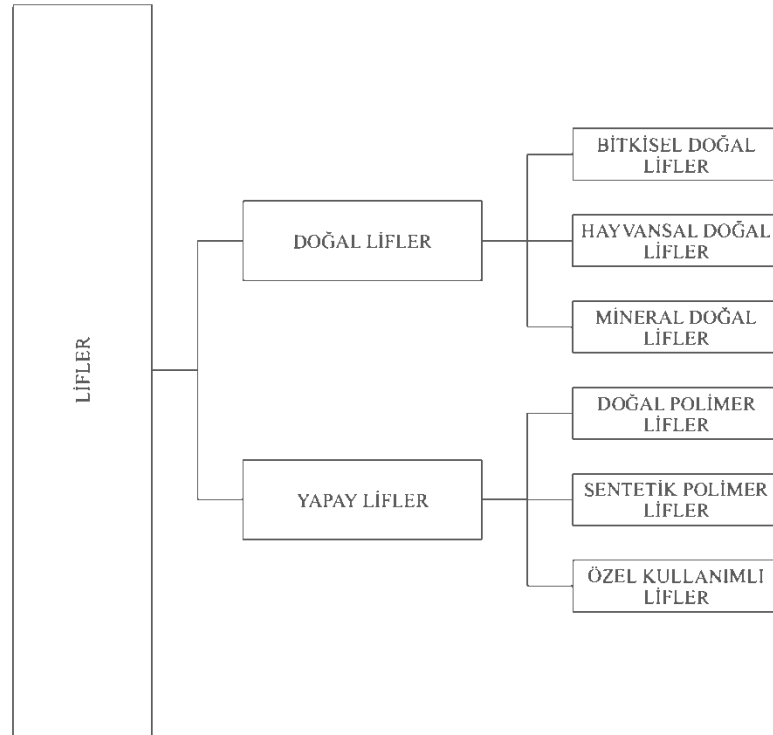 LİFLER
DOĞAL LİFLER
BİTKİSEL DOĞAL
LİFLER
HAYVANSAL DOĞAL
LİFLER
MİNERAL DOĞAL
LİFLER
YAPAY LİFLER
DOĞAL POLİMER
LİFLER
SENTETİK POLİMER
LİFLER
ÖZEL KULLANIMLI
LİFLER